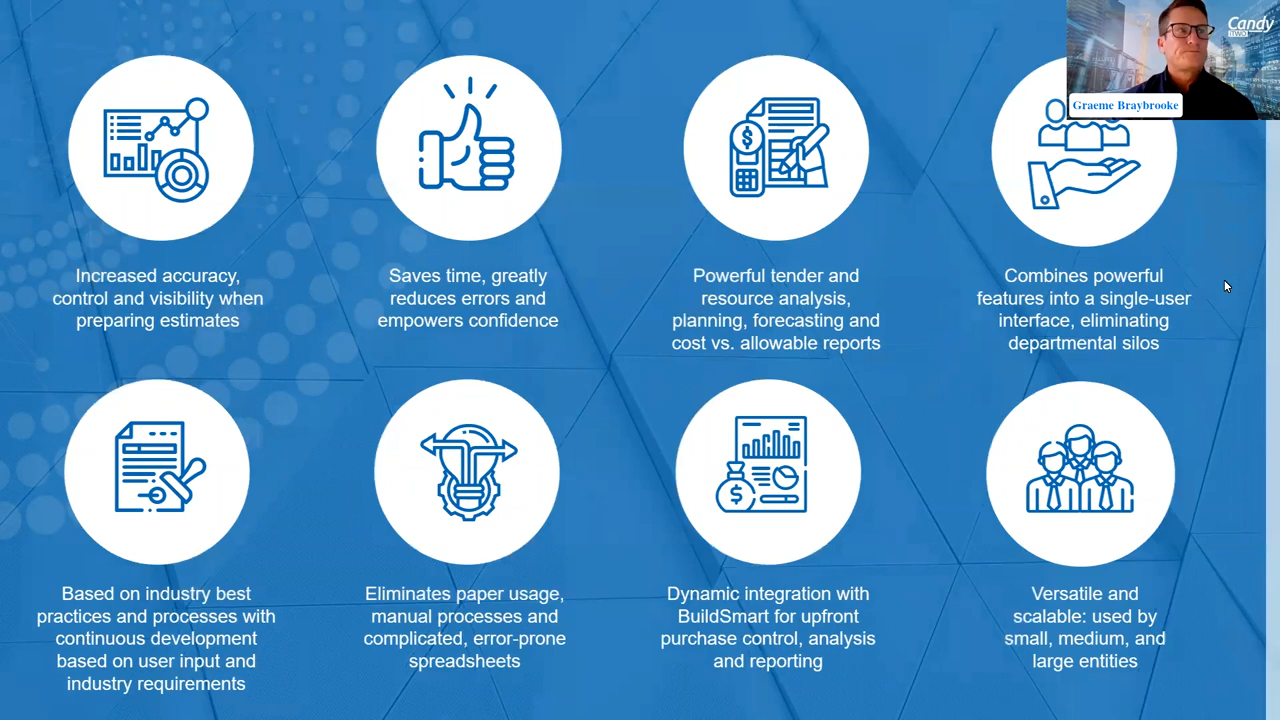 Candy
iTWO
Graeme Braybrooke
$
Increased accuracy,
control and visibility when
preparing estimates
Saves time, greatly
reduces errors and
empowers confidence
Powerful tender and
resource analysis,
planning, forecasting and
cost vs. allowable reports
Combines powerful
features into a single-user
interface, eliminating
departmental silos
$
Based on industry best
practices and processes with
continuous development
based on user input and
industry requirements
Eliminates paper usage,
manual processes and
complicated, error-prone
spreadsheets
Dynamic integration with
BuildSmart for upfront
purchase control, analysis
and reporting
Versatile and
scalable: used by
small, medium, and
large entities